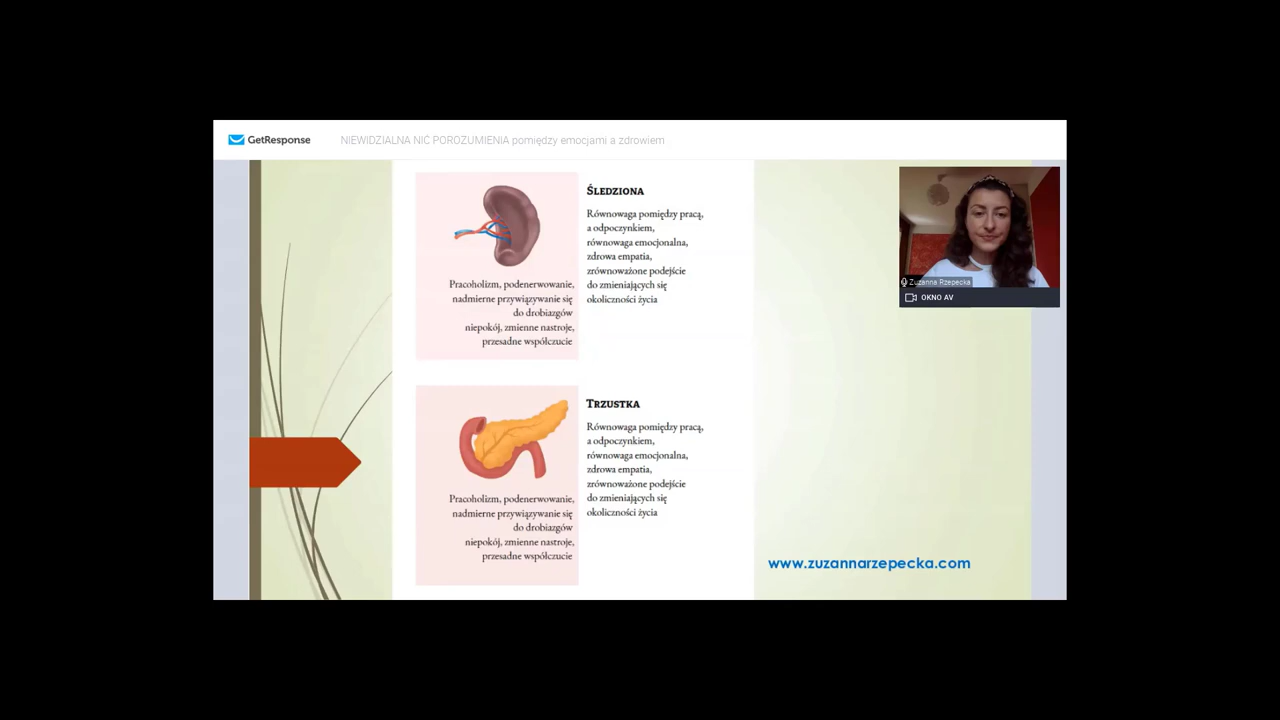 GetResponse
NIEWIDZIALNA NIĆ POROZUMIENIA pomiędzy emocjami a zdrowiem
Śledziona
Równowaga pomiędzy pracą,
a odpoczynkiem,
równowaga emocjonalna,
zdrowa empatia,
zrównoważone podejście
do zmieniających się
okoliczności życia
Pracoholizm, podenerwowanie,
nadmierne przywiązywanie się
do drobiazgów
niepokój, zmienne nastroje,
przesadne współczucie
Zuzanna Rzepecka
OKNO AV
Trzustka
Równowaga pomiędzy pracą,
a odpoczynkiem,
równowaga emocjonalna,
zdrowa empatia,
zrównoważone podejście
do zmieniających się
okoliczności życia
Pracoholizm, podenerwowanie,
nadmierne przywiązywanie się
do drobiazgów
niepokój, zmienne nastroje,
przesadne współczucie
www.zuzannarzepecka.com